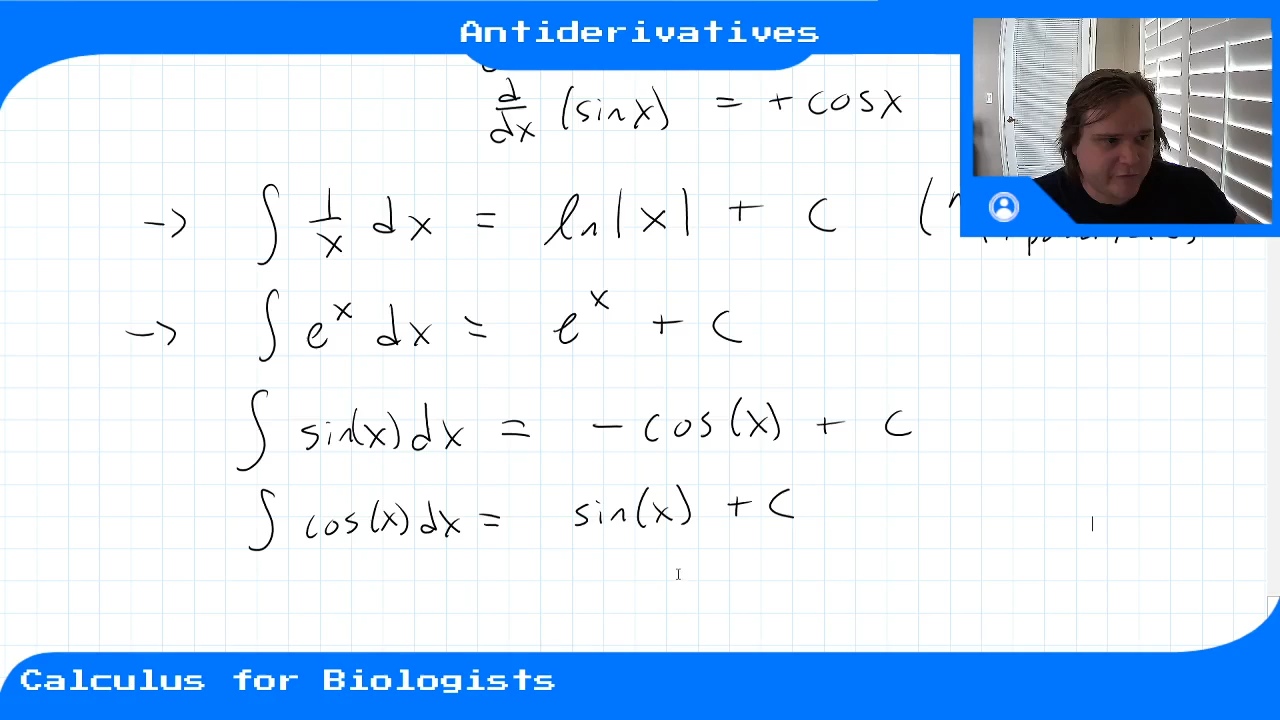 Antiderivatives
d/dx (sin x) = + cos x
-> ∫ 1/x dx = ln|x| + C (
-> ∫ e^x dx = e^x + C
∫ sin(x) dx = - cos(x) + C
∫ cos(x) dx = sin(x) + C
Calculus for Biologists